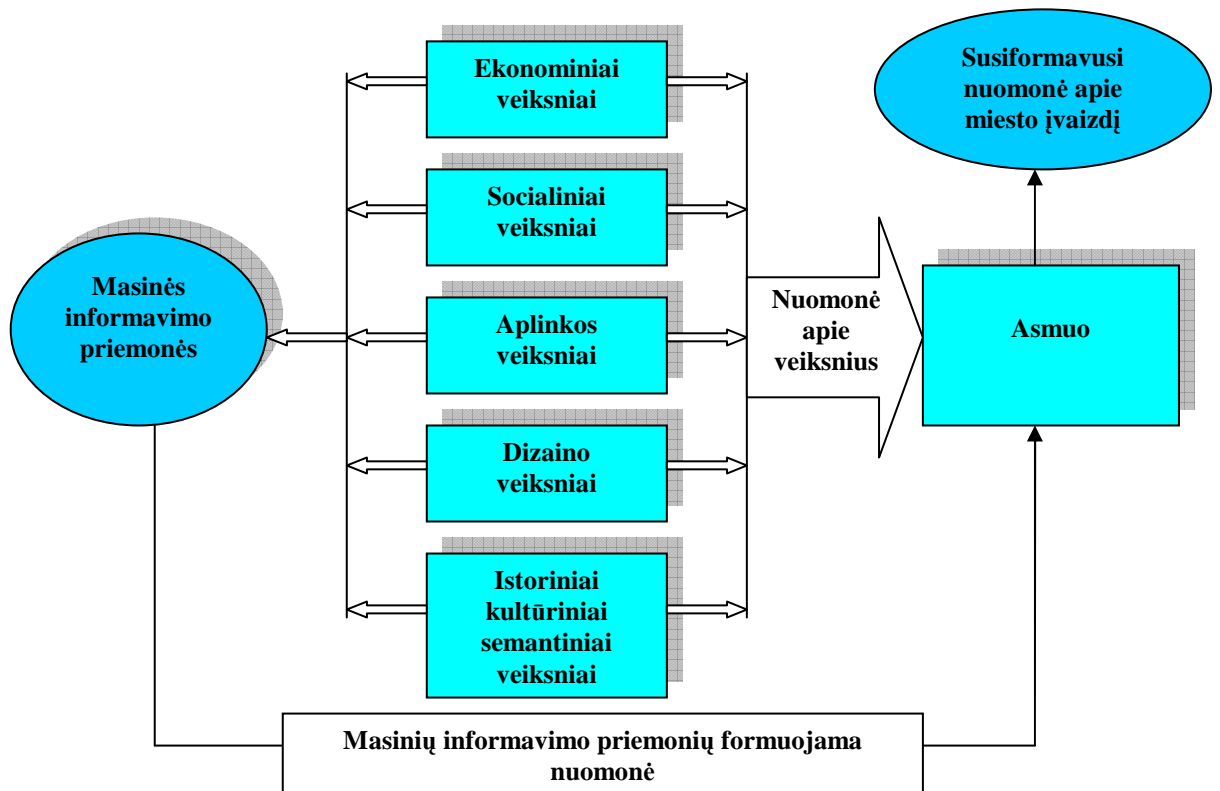 Ekonominiai
veiksniai
Susiformavusi
nuomonė apie
miesto įvaizdį
Socialiniai
veiksniai
Masinės
informavimo
priemonės
Aplinkos
veiksniai
Nuomonė
apie
veiksnius
Asmuo
Dizaino
veiksniai
Istoriniai
kultūriniai
semantiniai
veiksniai
Masinių informavimo priemonių formuojama
nuomonė